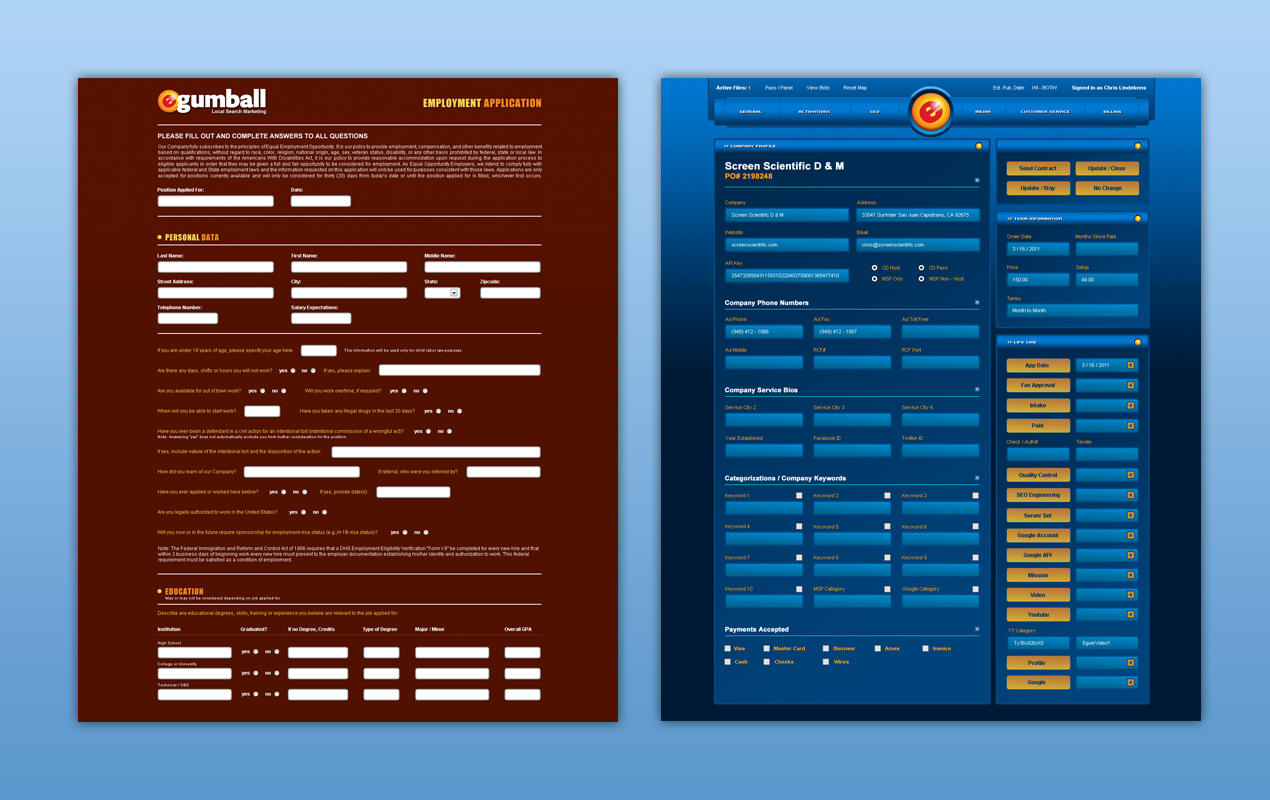 egumball
Local Search Marketing
EMPLOYMENT APPLICATION
PLEASE FILL OUT AND COMPLETE ANSWERS TO ALL QUESTIONS
Our Company fully subscribes to the principles of Equal Employment Opportunity. It is our policy to provide employment, compensation, and other benefits related to employment
based on qualifications, without regard to race, color, religion, national origin, age, sex, veteran status, disability, or any other basis prohibited by federal, state or local law. In
accordance with requirements of the Americans With Disabilities Act, it is our policy to provide reasonable accommodation upon request during the application process to
eligible applicants in order that they may be given a full and fair opportunity to be considered for employment. As Equal Opportunity Employers, we intend to comply fully with
applicable federal and State employment laws and the information requested on this application will only be used for purposes consistent with those laws. Applications are only
accepted for positions currently available and will only be considered for thirty (30) days from today's date or until the position applied for is filled, whichever first occurs.
Position Applied For:
Date:
PERSONAL DATA
Last Name:
First Name:
Middle Name:
Street Address:
City:
State:
Zipcode:
Telephone Number:
Salary Expectations:
If you are under 18 years of age, please specify your age here
This information will be used only for child labor law purposes.
Are there any days, shifts or hours you will not work? yes no If yes, please explain:
Are you available for out of town work? yes no Will you work overtime, if required? yes no
When will you be able to start work? Have you taken any illegal drugs in the last 30 days? yes no
Have you ever been a defendant in a civil action for an intentional tort (intentional commission of a wrongful act)? yes no
Note: Answering "yes" does not automatically exclude you from further consideration for the position.
If yes, include nature of the intentional tort and the disposition of the action:
How did you learn of our Company? If referral, who were you referred by?
Have you ever applied or worked here before? yes no If yes, provide date(s):
Are you legally authorized to work in the United States? yes no
Will you now or in the future require sponsorship for employment visa status (e.g.,H-1B visa status)? yes no
Note: The Federal Immigration and Reform and Control Act of 1986 requires that a DHS Employment Eligibility Verification "Form I-9" be completed for every new hire and that
within 3 business days of beginning work every new hire must present to the employer documentation establishing his/her identity and authorization to work. This federal
requirement must be satisfied as a condition of employment.
EDUCATION
May or may not be considered depending on job applied for.
Describe any educational degrees, skills, training or experience you believe are relevant to the job applied for:
Institution Graduated? If no Degree, Credits Type of Degree Major / Minor Overall GPA
High School
yes no
College or University
yes no
Technical / GED
yes no
Active Files: 1 Pass / Panel View Bots Reset Map Est. Pub. Date: WI - BOTW Signed in as Chris Lindekens
GENERAL ACTIVATIONS SEO e MEDIA CUSTOMER SERVICE BILLING
>> COMPANY PROFILE
Screen Scientific D & M
PO# 2198248
Company Address
Screen Scientific D & M 33041 Surfrider San Juan Capistrano, CA 92675
Website Email
screenscientific.com chris@screenscientific.com
API Key
CD Host CD Pass
MSP Only MSP Non - Host
Company Phone Numbers
Ad Phone Ad Fax Ad Toll Free
(949) 412 - 1066 (949) 412 - 1067
Ad Mobile RCF# RCF Port
Company Service Bios
Service City 2 Service City 3 Service City 4
Year Established Facebook ID Twitter ID
Categorizations / Company Keywords
Keyword 1 Keyword 2 Keyword 3
Keyword 4 Keyword 5 Keyword 6
Keyword 7 Keyword 8 Keyword 9
Keyword 10 MSP Category Google Category
Payments Accepted
Visa Master Card Discover Amex Invoice
Cash Checks Wires
Send Contract Update / Close
Update / Stay No Change
>> TERM INFORMATION
Order Date Months Since Paid
3 / 16 / 2011
Price Setup
150.00 49.00
Terms
Month to Month
>> LIFE LINE
App Date 3 / 16 / 2011
Fax Approval
Intake
Paid
Check / Auth# Tender
Quality Control
SEO Engineering
Server Set
Google Account
Google API
Mission
Video
Youtube
YT Category
EgumVideo1
Profile
Google